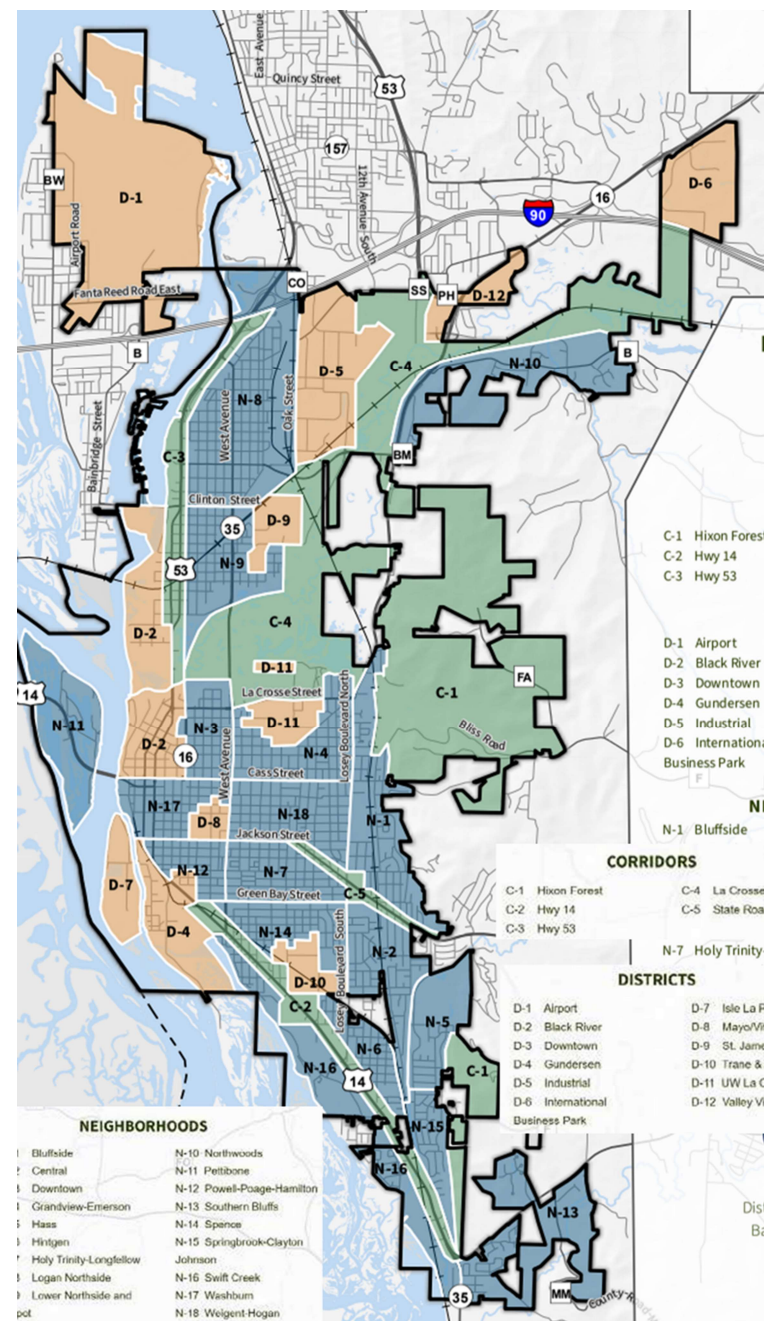 East Avenue
Quincy Street
53
157
12th Avenue South
BW
D-1
Airport Road
16
D-6
90
Fanta Reed Road East
CO
SS
PH
D-12
B
N-8
West Avenue
Oak Street
D-5
C-4
N-10
B
Bainbridge Street
C-3
BM
Clinton Street
35
D-9
C-1 Hixon Forest
C-2 Hwy 14
C-3 Hwy 53
53
N-9
D-2
C-4
D-11
La Crosse Street
C-1
FA
D-1 Airport
D-2 Black River
D-3 Downtown
D-4 Gundersen
D-5 Industrial
D-6 Internationa
Business Park
14
N-11
D-2
N-3
D-11
N-4
Losey Boulevard North
Bliss Road
16
West Avenue
Cass Street
F
N-17
D-8
N-18
N-1
N
N-1 Bluffside
Jackson Street
D-7
N-12
N-7
C-5
Green Bay Street
CORRIDORS
C-1 Hixon Forest
C-2 Hwy 14
C-3 Hwy 53
C-4 La Crosse
C-5 State Roa
D-4
N-14
Losey Boulevard South
N-2
N-7 Holy Trinity-
D-10
C-2
N-5
DISTRICTS
D-1 Airport
D-2 Black River
D-3 Downtown
D-4 Gundersen
D-5 Industrial
D-6 International
Business Park
D-7 Isle La P
D-8 Mayo/Vi
D-9 St. Jame
D-10 Trane &
D-11 UW La C
D-12 Valley Vi
N-6
N-16
14
C-1
N-15
N-16
NEIGHBORHOODS
Bluffside
Central
Downtown
Grandview-Emerson
Hass
Hintgen
Holy Trinity-Longfellow
Logan Northside
Lower Northside and
pot
N-10 Northwoods
N-11 Pettibone
N-12 Powell-Poage-Hamilton
N-13 Southern Bluffs
N-14 Spence
N-15 Springbrook-Clayton
Johnson
N-16 Swift Creek
N-17 Washburn
N-18 Weigent-Hogan
N-13
Dist
Ba
35
MM